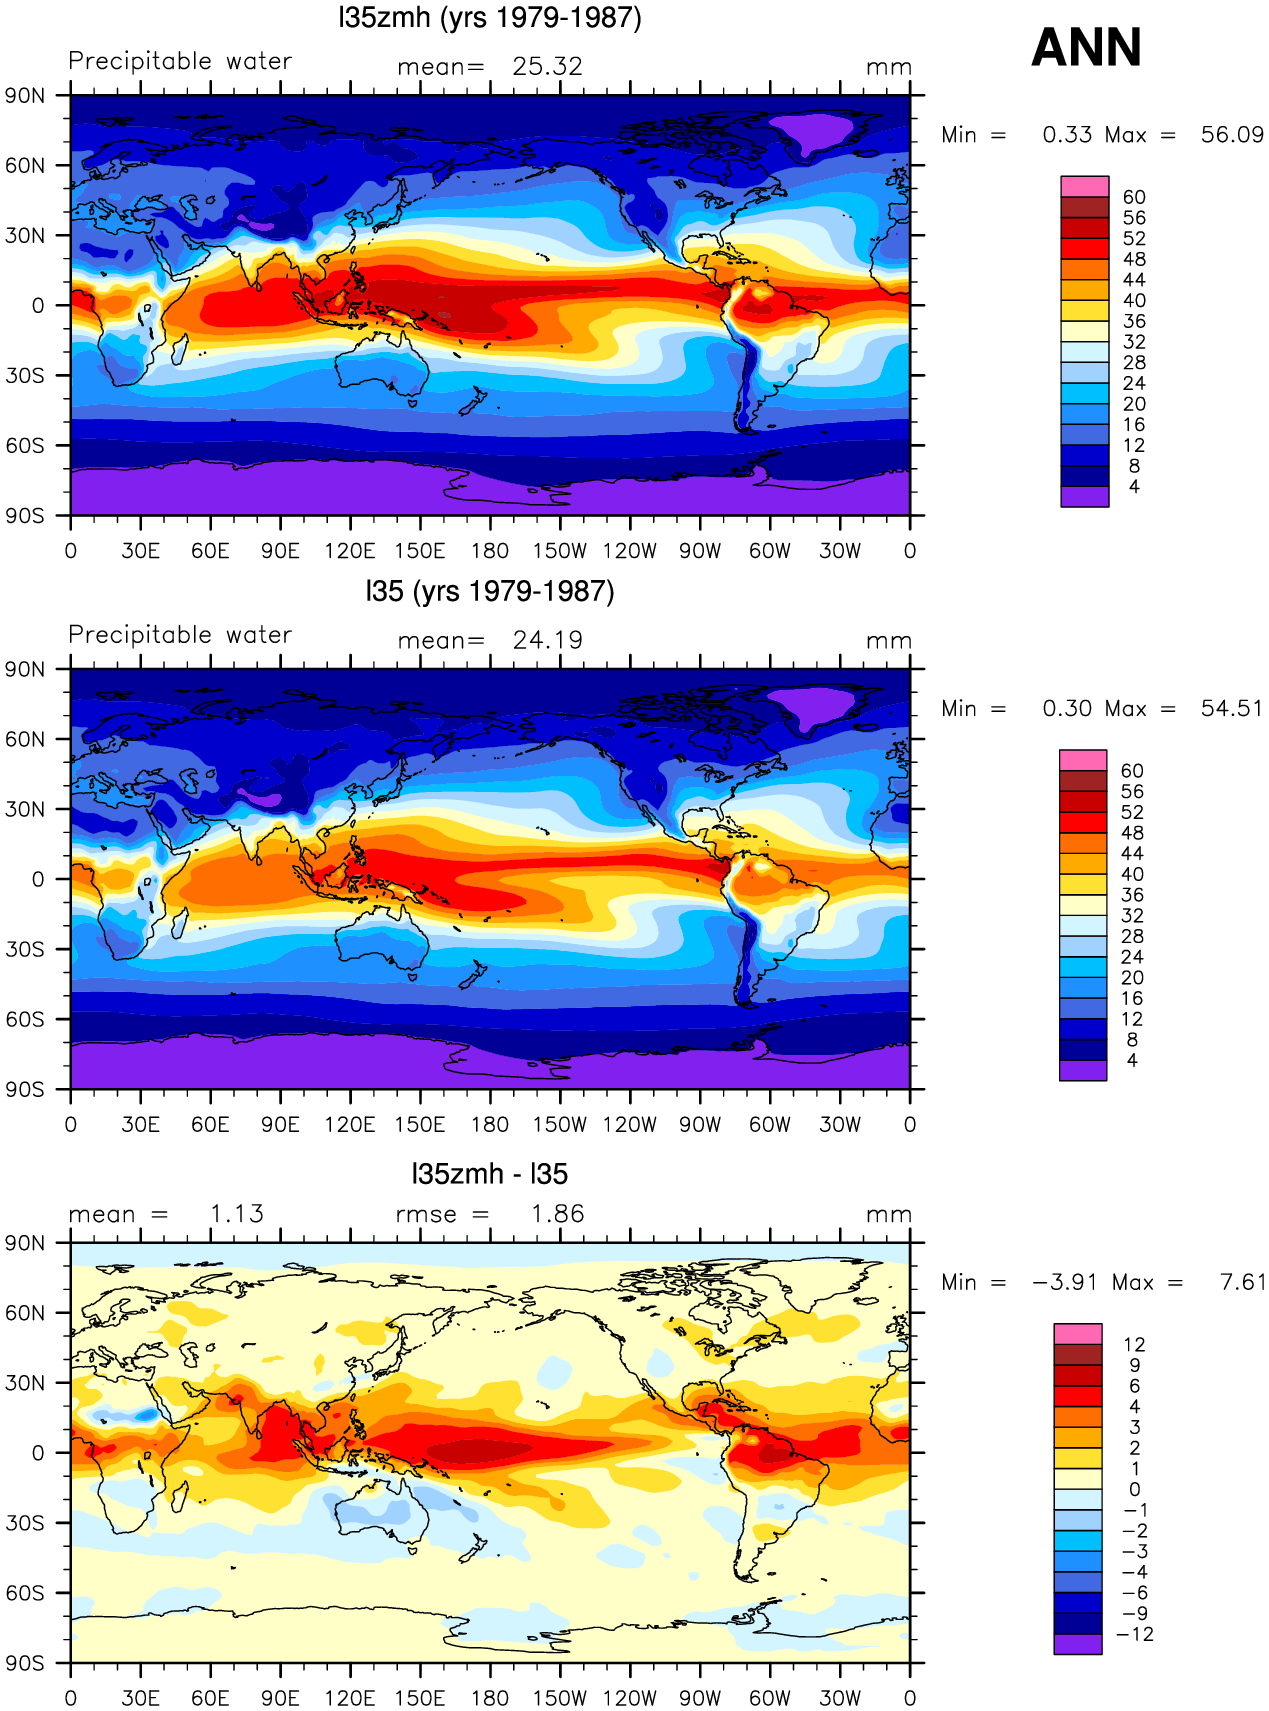 l35zmh (yrs 1979-1987)
ANN
Precipitable water mean= 25.32 mm
Min = 0.33 Max = 56.09
90N
60N
30N
0
30S
60S
90S
0 30E 60E 90E 120E 150E 180 150W 120W 90W 60W 30W 0
60
56
52
48
44
40
36
32
28
24
20
16
12
8
4
l35 (yrs 1979-1987)
Precipitable water mean= 24.19 mm
Min = 0.30 Max = 54.51
90N
60N
30N
0
30S
60S
90S
0 30E 60E 90E 120E 150E 180 150W 120W 90W 60W 30W 0
60
56
52
48
44
40
36
32
28
24
20
16
12
8
4
l35zmh - l35
mean = 1.13 rmse = 1.86 mm
Min = −3.91 Max = 7.61
90N
60N
30N
0
30S
60S
90S
0 30E 60E 90E 120E 150E 180 150W 120W 90W 60W 30W 0
12
9
6
4
3
2
1
0
−1
−2
−3
−4
−6
−9
−12